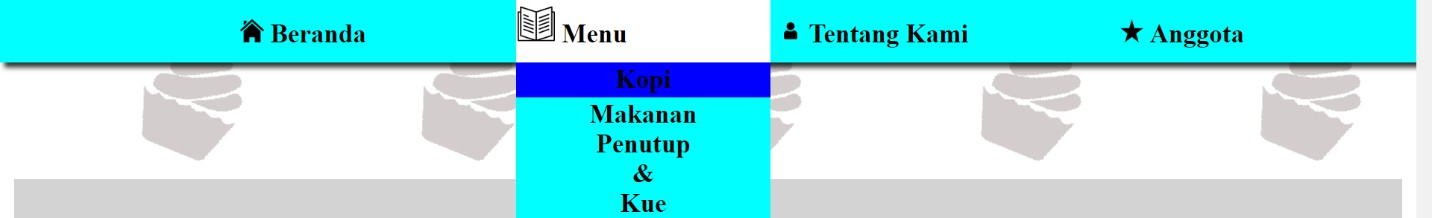 Beranda Menu Tentang Kami Anggota
Kopi
Makanan
Penutup
&
Kue